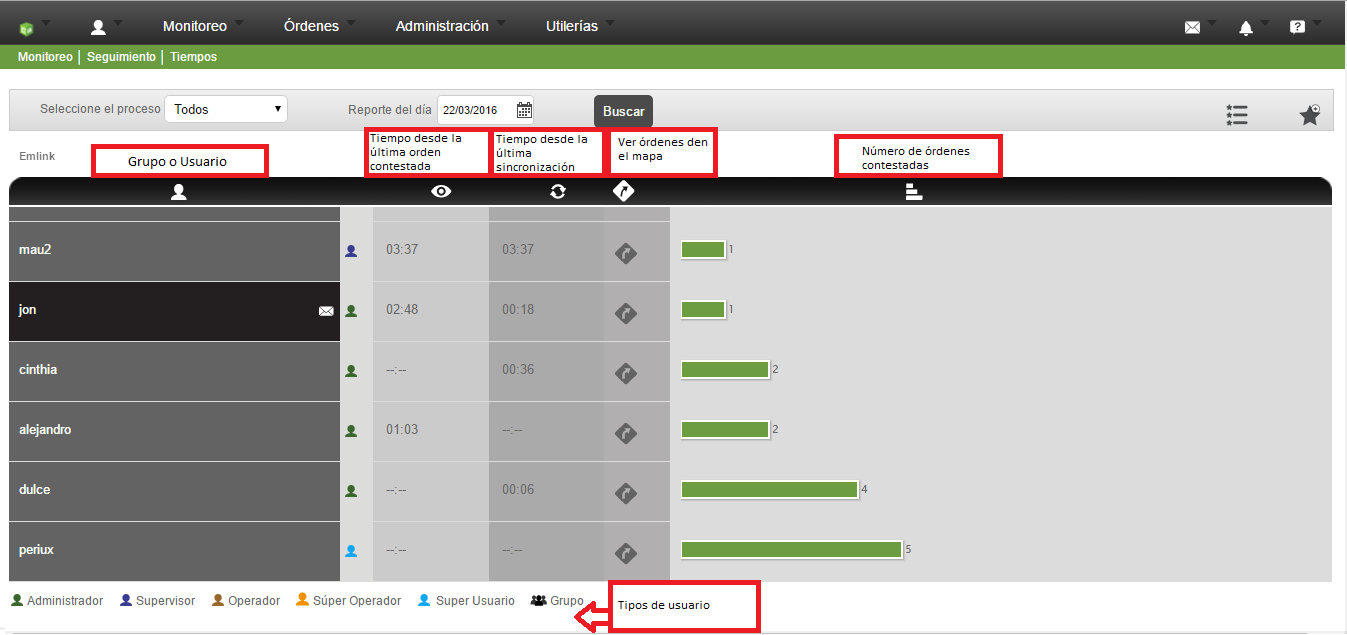 Monitoreo Órdenes Administración Utilerías
Monitoreo | Seguimiento | Tiempos
Seleccione el proceso Todos Reporte del día 22/03/2016 Buscar
Emlink
Grupo o Usuario
Tiempo desde la
última orden
contestada
Tiempo desde la
última
sincronización
Ver órdenes den
el mapa
Número de órdenes
contestadas
mau2 03:37 03:37 1
jon 02:48 00:18 1
cinthia --:-- 00:36 2
alejandro 01:03 --:-- 2
dulce --:-- 00:06 4
periux --:-- --:-- 5
Administrador Supervisor Operador Súper Operador Super Usuario Grupo
Tipos de usuario